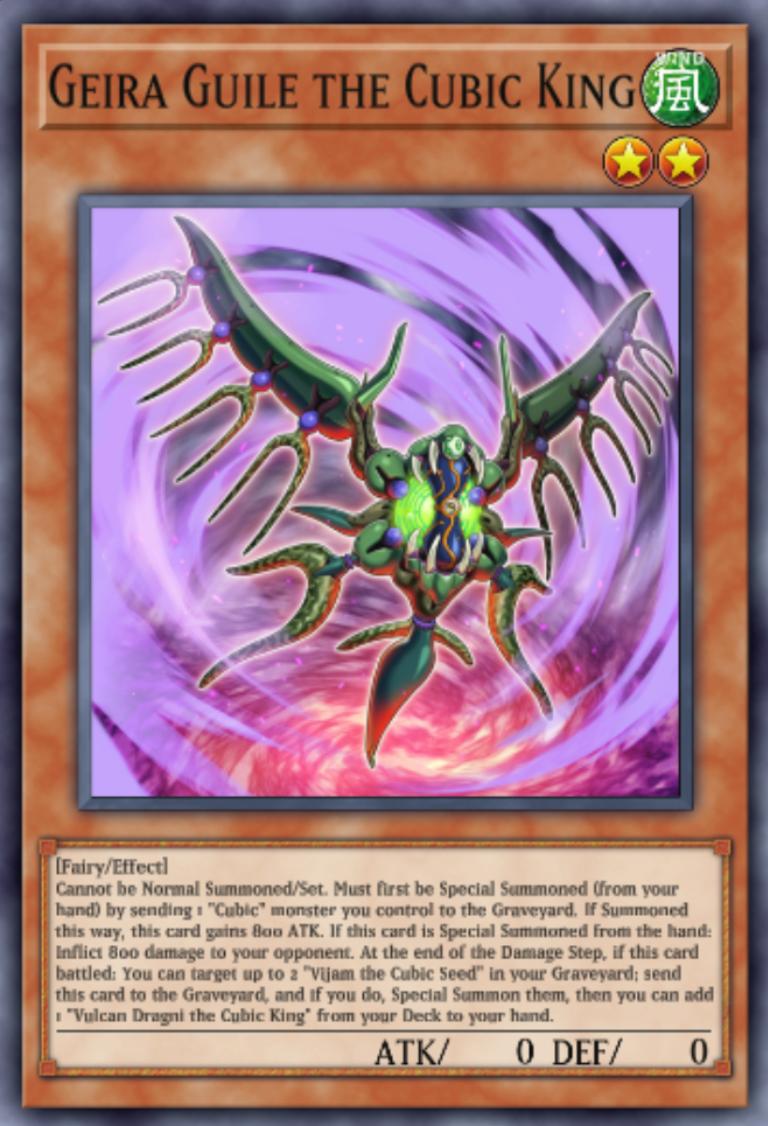 Geira Guile the Cubic King
WIND
風
[Fairy/Effect]
Cannot be Normal Summoned/Set. Must first be Special Summoned (from your
hand) by sending 1 "Cubic" monster you control to the Graveyard. If Summoned
this way, this card gains 800 ATK. If this card is Special Summoned from the hand:
Inflict 800 damage to your opponent. At the end of the Damage Step, if this card
battled: You can target up to 2 "Vijam the Cubic Seed" in your Graveyard; send
this card to the Graveyard, and if you do, Special Summon them, then you can add
1 "Vulcan Dragni the Cubic King" from your Deck to your hand.
ATK/ 0 DEF/ 0